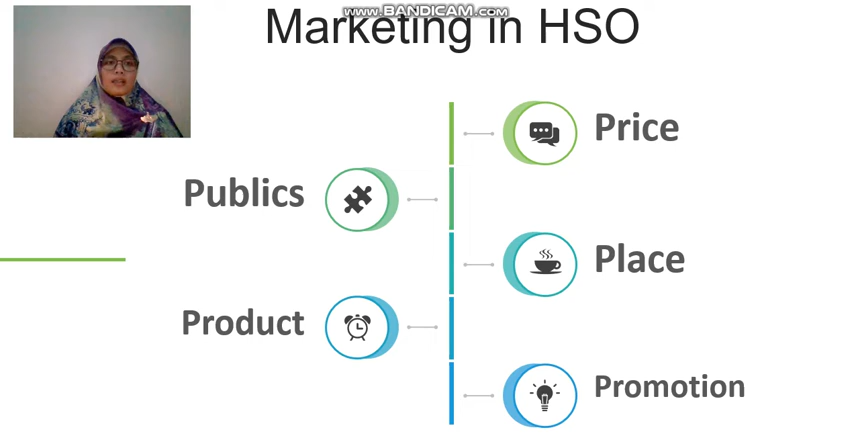 WWW.BANDICAM.COM
Marketing in HSO
Price
Publics
Place
Product
Promotion